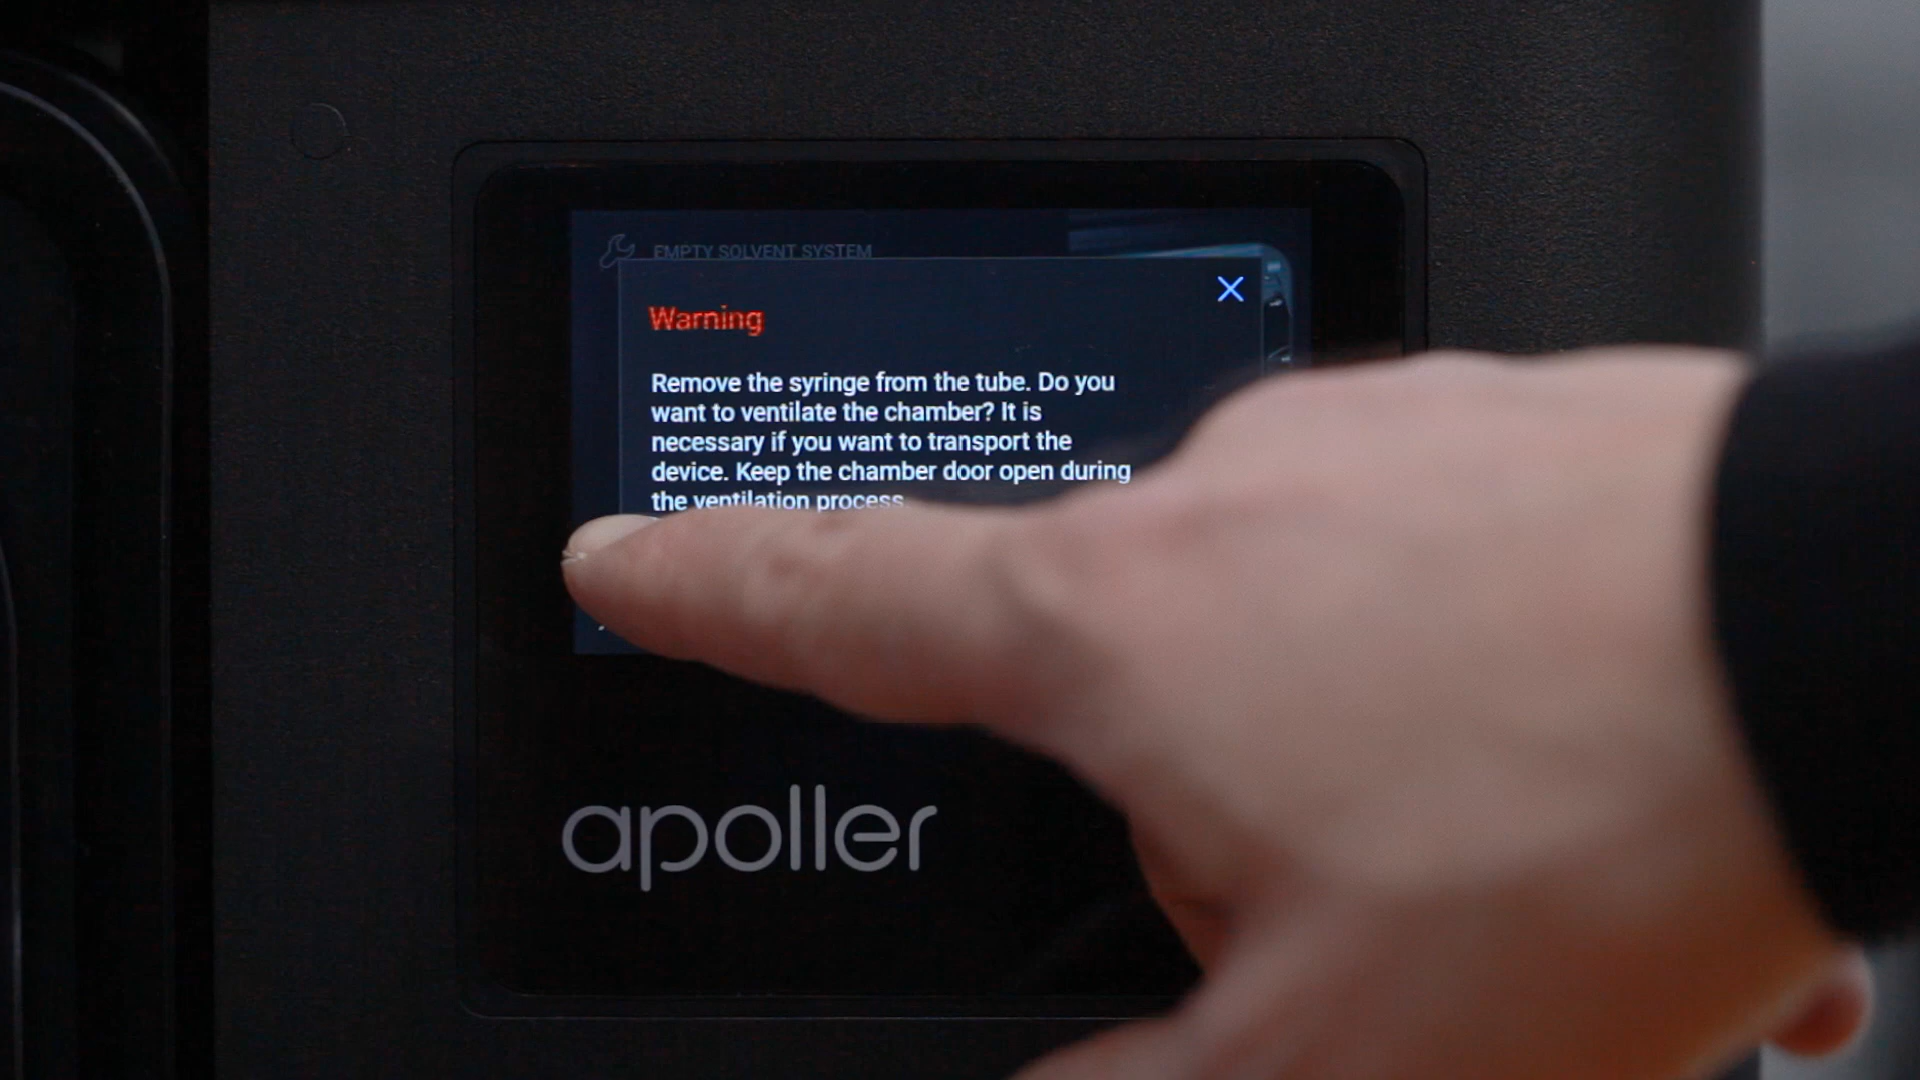 EMPTY SOLVENT SYSTEM
Warning
Remove the syringe from the tube. Do you
want to ventilate the chamber? It is
necessary if you want to transport the
device. Keep the chamber door open during
the ventilation process.
apoller